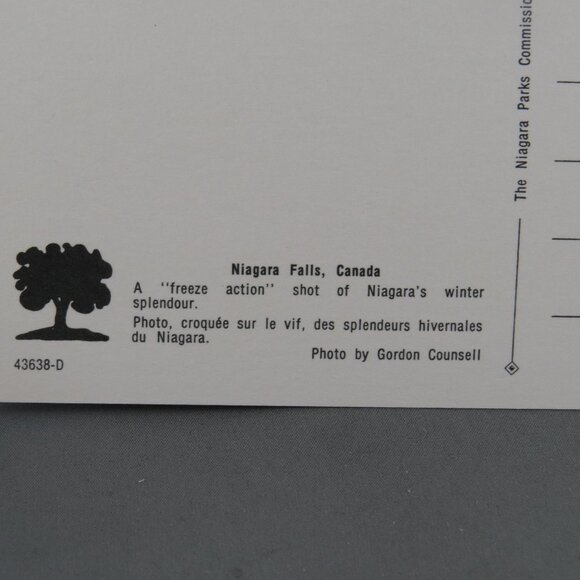 Niagara Falls, Canada
A "freeze action" shot of Niagara's winter
splendour.
Photo, croquée sur le vif, des splendeurs hivernales
du Niagara.
Photo by Gordon Counsell
43638-D
The Niagara Parks Commission